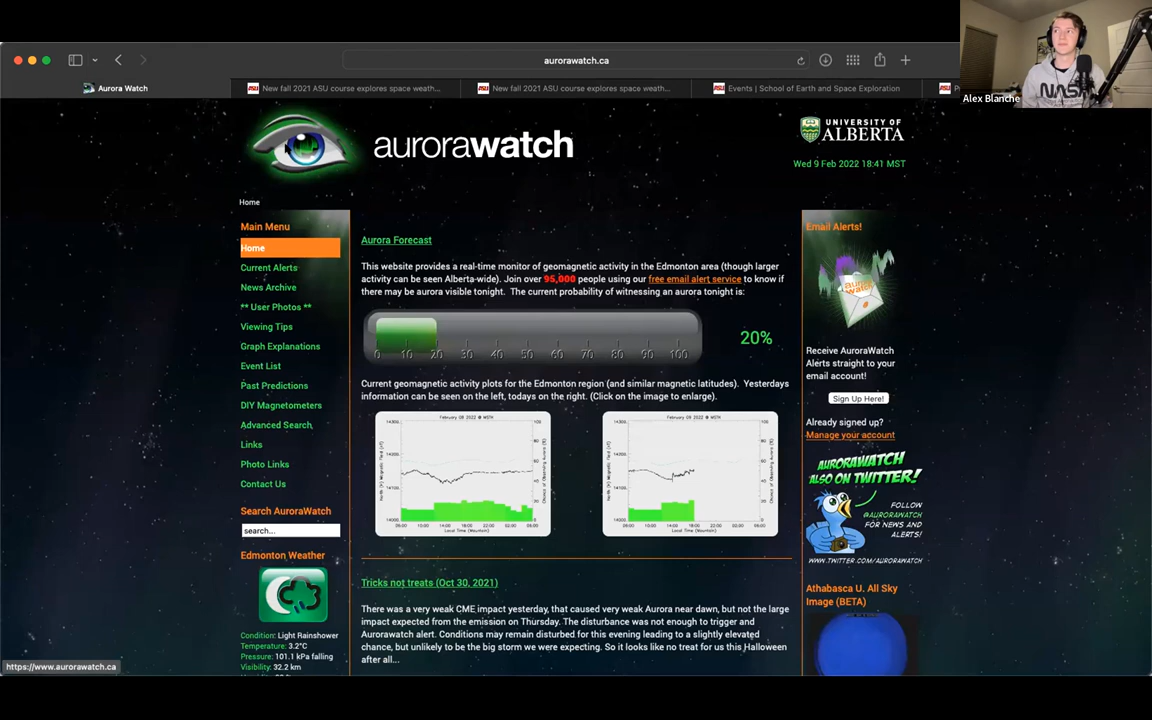 aurorawatch.ca
Aurora Watch
New fall 2021 ASU course explores space weath...
New fall 2021 ASU course explores space weath...
Events | School of Earth and Space Exploration
Alex Blanche
NASA
aurorawatch
UNIVERSITY OF
ALBERTA
Wed 9 Feb 2022 18:41 MST
Home
Main Menu
Home
Current Alerts
News Archive
** User Photos **
Viewing Tips
Graph Explanations
Event List
Past Predictions
DIY Magnetometers
Advanced Search
Links
Photo Links
Contact Us
Search AuroraWatch
search...
Edmonton Weather
Condition: Light Rainshower
Temperature: 3.2°C
Pressure: 101.1 kPa falling
Visibility: 32.2 km
https://www.aurorawatch.ca
Aurora Forecast
This website provides a real-time monitor of geomagnetic activity in the Edmonton area (though larger
activity can be seen Alberta-wide). Join over 95,000 people using our free email alert service to know if
there may be aurora visible tonight. The current probability of witnessing an aurora tonight is:
0 10 20 30 40 50 60 70 80 90 100
20%
Current geomagnetic activity plots for the Edmonton region (and similar magnetic latitudes). Yesterdays
information can be seen on the left, todays on the right. (Click on the image to enlarge).
Local Time (Mountain)
Local Time (Mountain)
Tricks not treats (Oct 30, 2021)
There was a very weak CME impact yesterday, that caused very weak Aurora near dawn, but not the large
impact expected from the emission on Thursday. The disturbance was not enough to trigger and
Aurorawatch alert. Conditions may remain disturbed for this evening leading to a slightly elevated
chance, but unlikely to be the big storm we were expecting. So it looks like no treat for us this Halloween
after all...
Email Alerts!
aurora
watch
Receive AuroraWatch
Alerts straight to your
email account!
Sign Up Here!
Already signed up?
Manage your account
AURORAWATCH
ALSO ON TWITTER!
FOLLOW
@AURORAWATCH
FOR NEWS AND
ALERTS!
WWW.TWITTER.COM/AURORAWATCH
Athabasca U. All Sky
Image (BETA)